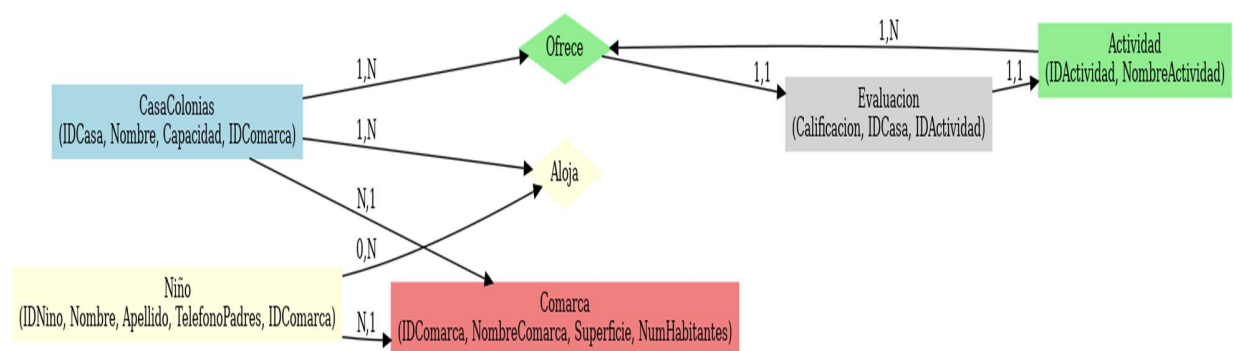 Ofrece
1,N
Actividad
(IDActividad, NombreActividad)
1,N
1,1
1,1
CasaColonias
(IDCasa, Nombre, Capacidad, IDComarca)
Evaluacion
(Calificacion, IDCasa, IDActividad)
1,N
Aloja
N,1
0,N
Niño
(IDNino, Nombre, Apellido, TelefonoPadres, IDComarca)
N,1
Comarca
(IDComarca, NombreComarca, Superficie, NumHabitantes)